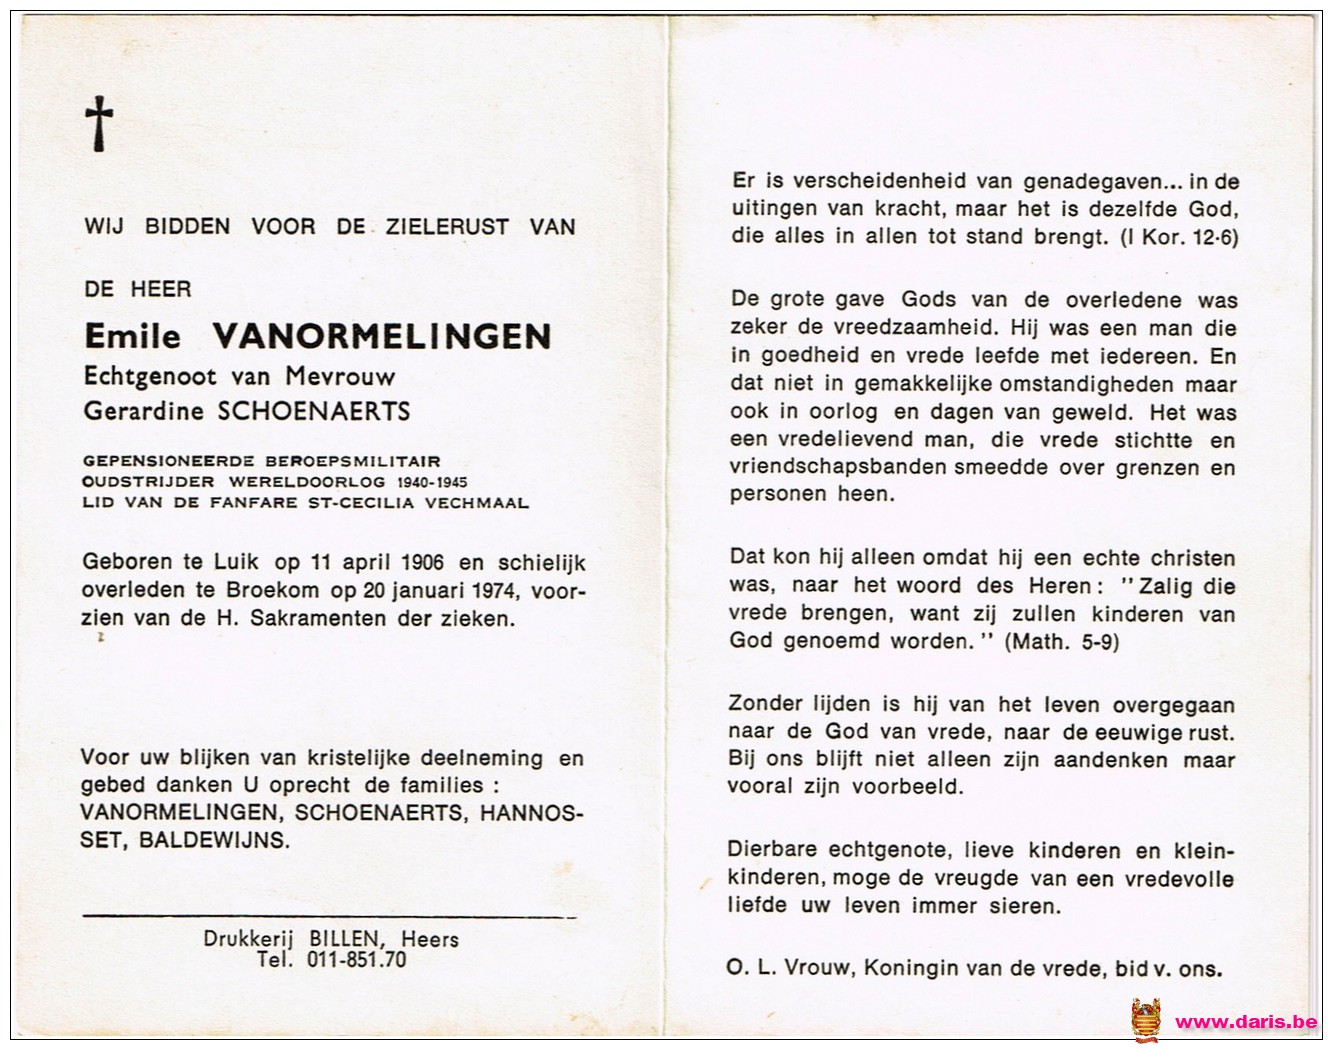 WIJ BIDDEN VOOR DE ZIELERUST VAN
DE HEER
Emile VANORMELINGEN
Echtgenoot van Mevrouw
Gerardine SCHOENAERTS
GEPENSIONEERDE BEROEPSMILITAIR
OUDSTRIJDER WERELDOORLOG 1940-1945
LID VAN DE FANFARE ST-CECILIA VECHMAAL
Geboren te Luik op 11 april 1906 en schielijk
overleden te Broekom op 20 januari 1974, voor-
zien van de H. Sakramenten der zieken.
Voor uw blijken van kristelijke deelneming en
gebed danken U oprecht de families :
VANORMELINGEN, SCHOENAERTS, HANNOS-
SET, BALDEWIJNS.
Drukkerij BILLEN, Heers
Tel. 011-851.70
Er is verscheidenheid van genadegaven... in de
uitingen van kracht, maar het is dezelfde God,
die alles in allen tot stand brengt. (I Kor. 12-6)
De grote gave Gods van de overledene was
zeker de vreedzaamheid. Hij was een man die
in goedheid en vrede leefde met iedereen. En
dat niet in gemakkelijke omstandigheden maar
ook in oorlog en dagen van geweld. Het was
een vredelievend man, die vrede stichtte en
vriendschapsbanden smeedde over grenzen en
personen heen.
Dat kon hij alleen omdat hij een echte christen
was, naar het woord des Heren : "Zalig die
vrede brengen, want zij zullen kinderen van
God genoemd worden." (Math. 5-9)
Zonder lijden is hij van het leven overgegaan
naar de God van vrede, naar de eeuwige rust.
Bij ons blijft niet alleen zijn aandenken maar
vooral zijn voorbeeld.
Dierbare echtgenote, lieve kinderen en klein-
kinderen, moge de vreugde van een vredevolle
liefde uw leven immer sieren.
O. L. Vrouw, Koningin van de vrede, bid v. ons.
www.daris.be